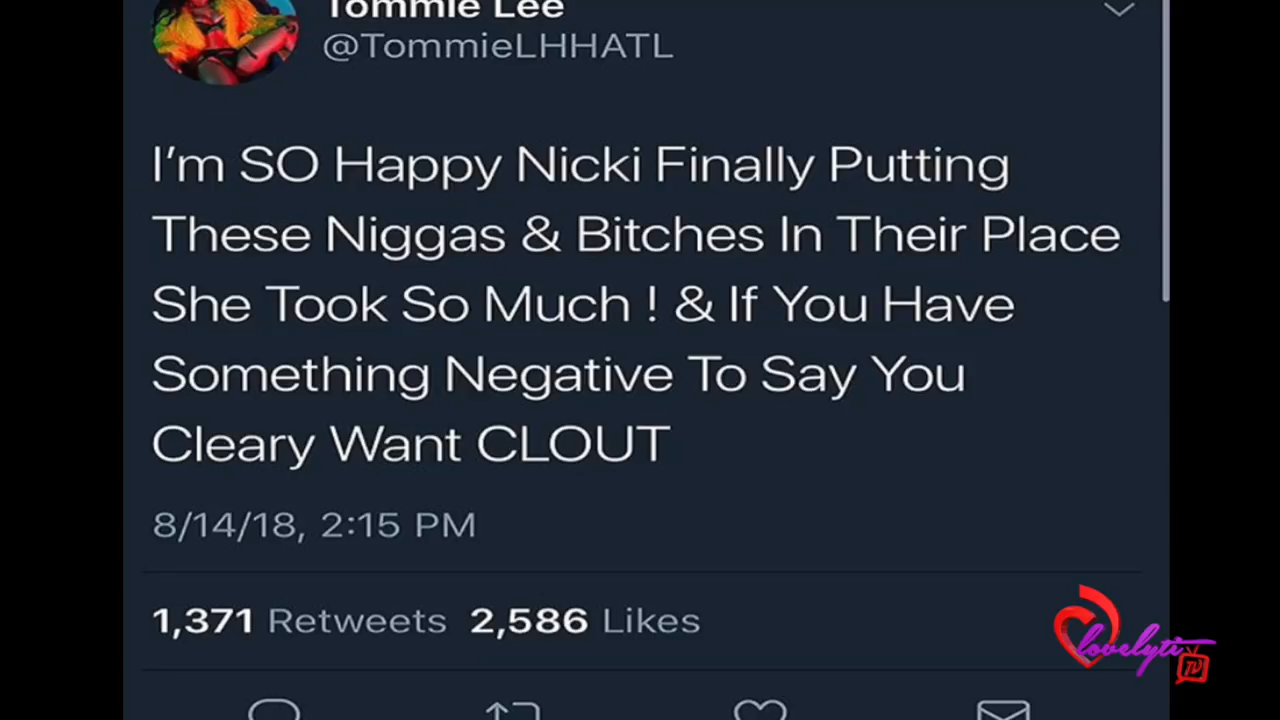 Tommie Lee
@TommieLHHATL
I'm SO Happy Nicki Finally Putting
These Niggas & Bitches In Their Place
She Took So Much ! & If You Have
Something Negative To Say You
Cleary Want CLOUT
8/14/18, 2:15 PM
1,371 Retweets 2,586 Likes
lovelyti
TV